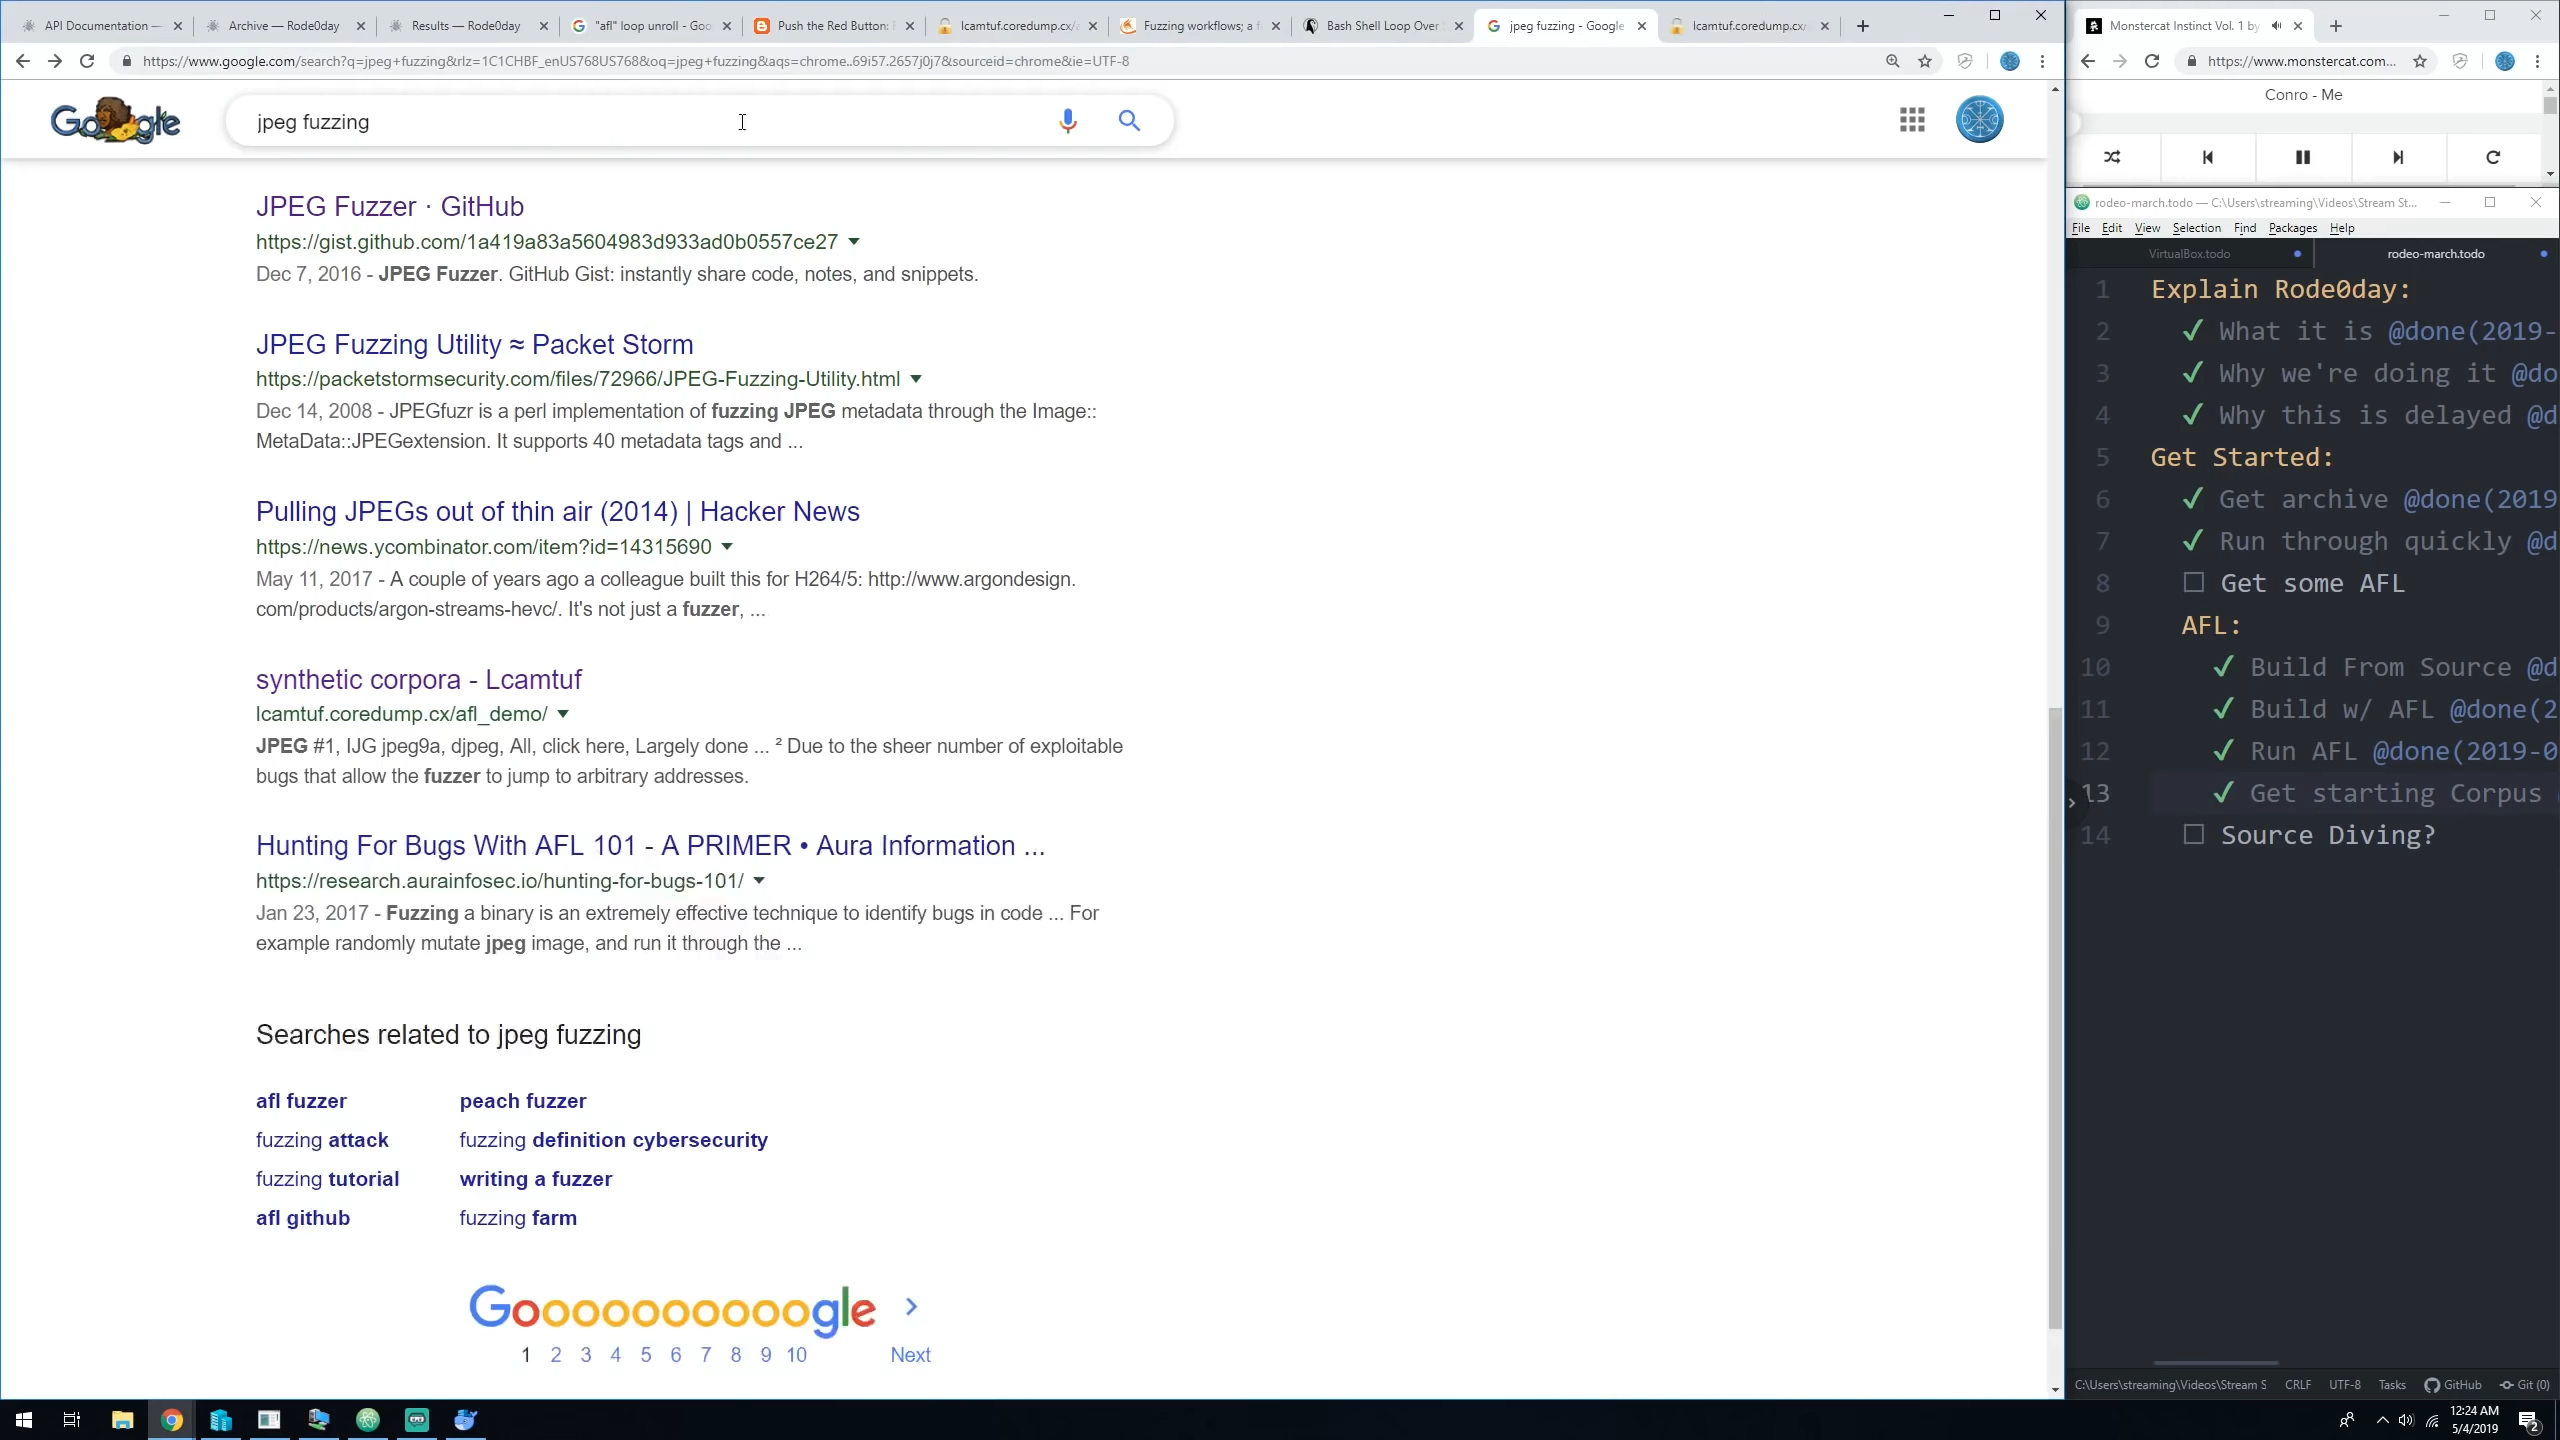 API Documentation —
Archive — Rode0day
Results — Rode0day
"afl" loop unroll - Goo
Push the Red Button:
lcamtuf.coredump.cx/
Fuzzing workflows; a f
Bash Shell Loop Over
jpeg fuzzing - Google
lcamtuf.coredump.cx/
https://www.google.com/search?q=jpeg+fuzzing&rlz=1C1CHBF_enUS768US768&oq=jpeg+fuzzing&aqs=chrome..69i57.2657j0j7&sourceid=chrome&ie=UTF-8
Google
jpeg fuzzing
JPEG Fuzzer · GitHub
https://gist.github.com/1a419a83a5604983d933ad0b0557ce27
Dec 7, 2016 - JPEG Fuzzer. GitHub Gist: instantly share code, notes, and snippets.
JPEG Fuzzing Utility ≈ Packet Storm
https://packetstormsecurity.com/files/72966/JPEG-Fuzzing-Utility.html
Dec 14, 2008 - JPEGfuzr is a perl implementation of fuzzing JPEG metadata through the Image::
MetaData::JPEGextension. It supports 40 metadata tags and ...
Pulling JPEGs out of thin air (2014) | Hacker News
https://news.ycombinator.com/item?id=14315690
May 11, 2017 - A couple of years ago a colleague built this for H264/5: http://www.argondesign.
com/products/argon-streams-hevc/. It's not just a fuzzer, ...
synthetic corpora - Lcamtuf
lcamtuf.coredump.cx/afl_demo/
JPEG #1, IJG jpeg9a, djpeg, All, click here, Largely done ... ² Due to the sheer number of exploitable
bugs that allow the fuzzer to jump to arbitrary addresses.
Hunting For Bugs With AFL 101 - A PRIMER • Aura Information ...
https://research.aurainfosec.io/hunting-for-bugs-101/
Jan 23, 2017 - Fuzzing a binary is an extremely effective technique to identify bugs in code ... For
example randomly mutate jpeg image, and run it through the ...
Searches related to jpeg fuzzing
afl fuzzer
peach fuzzer
fuzzing attack
fuzzing definition cybersecurity
fuzzing tutorial
writing a fuzzer
afl github
fuzzing farm
Goooooooooogle
1 2 3 4 5 6 7 8 9 10 Next
Monstercat Instinct Vol. 1 by
https://www.monstercat.com...
Conro - Me
rodeo-march.todo — C:\Users\streaming\Videos\Stream St...
File Edit View Selection Find Packages Help
VirtualBox.todo
rodeo-march.todo
1 Explain Rode0day:
2 ✓ What it is @done(2019-
3 ✓ Why we're doing it @do
4 ✓ Why this is delayed @d
5 Get Started:
6 ✓ Get archive @done(2019
7 ✓ Run through quickly @d
8 ☐ Get some AFL
9 AFL:
10 ✓ Build From Source @d
11 ✓ Build w/ AFL @done(2
12 ✓ Run AFL @done(2019-0
13 ✓ Get starting Corpus
14 ☐ Source Diving?
C:\Users\streaming\Videos\Stream S CRLF UTF-8 Tasks GitHub Git (0)
12:24 AM
5/4/2019
2